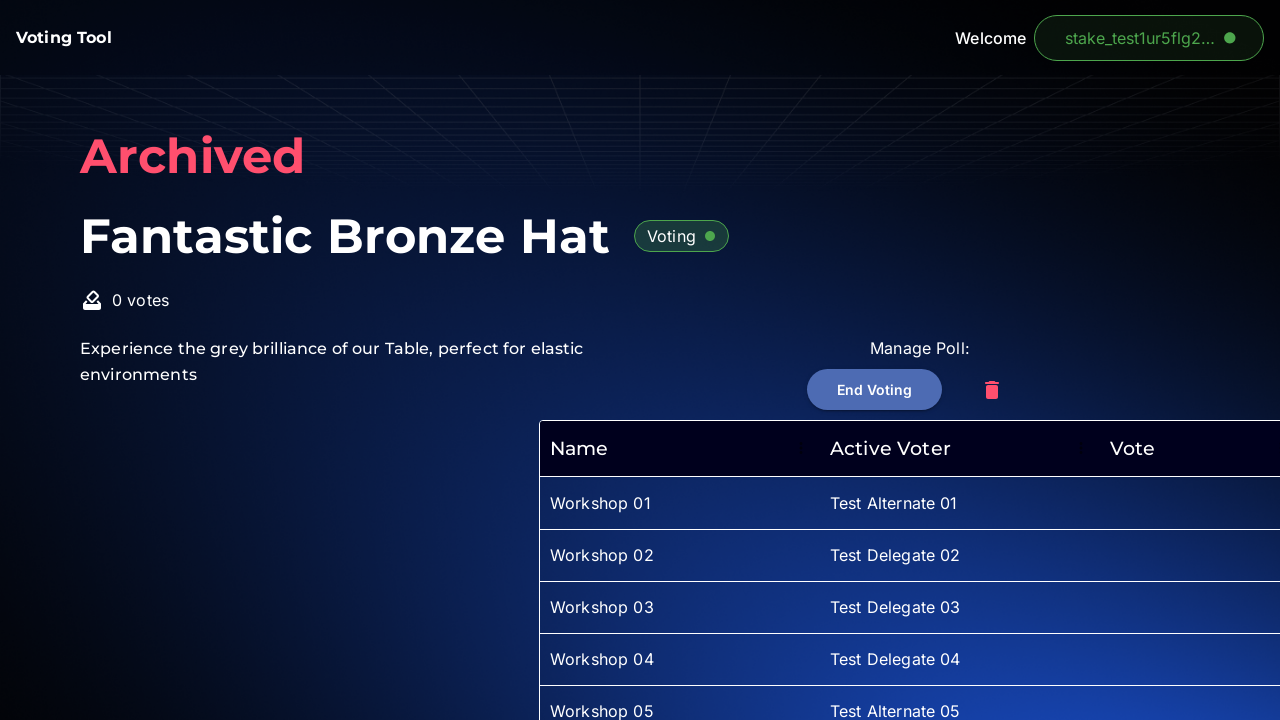 Voting Tool
Welcome
stake_test1ur5flg2...
Archived
Fantastic Bronze Hat
Voting
0 votes
Experience the grey brilliance of our Table, perfect for elastic
environments
Manage Poll:
End Voting
Name Active Voter Vote
Workshop 01 Test Alternate 01
Workshop 02 Test Delegate 02
Workshop 03 Test Delegate 03
Workshop 04 Test Delegate 04
Workshop 05 Test Alternate 05